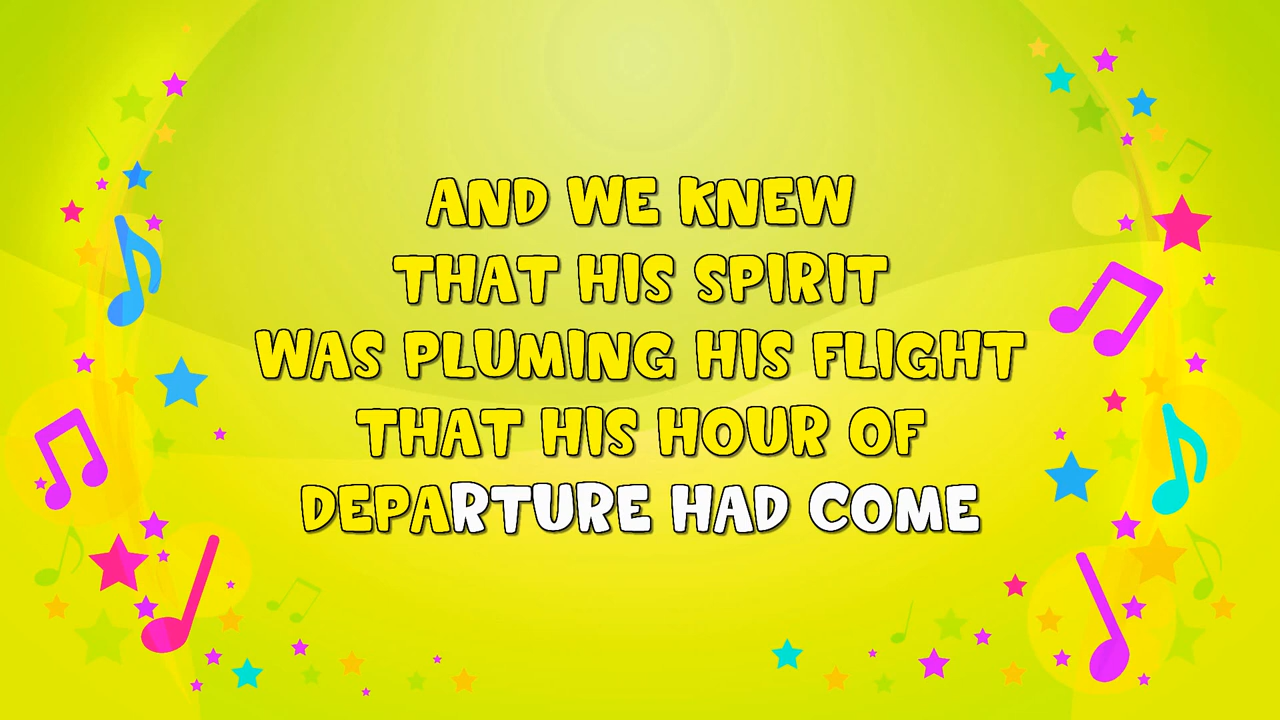 AND WE KNEW
THAT HIS SPIRIT
WAS PLUMING HIS FLIGHT
THAT HIS HOUR OF
DEPARTURE HAD COME